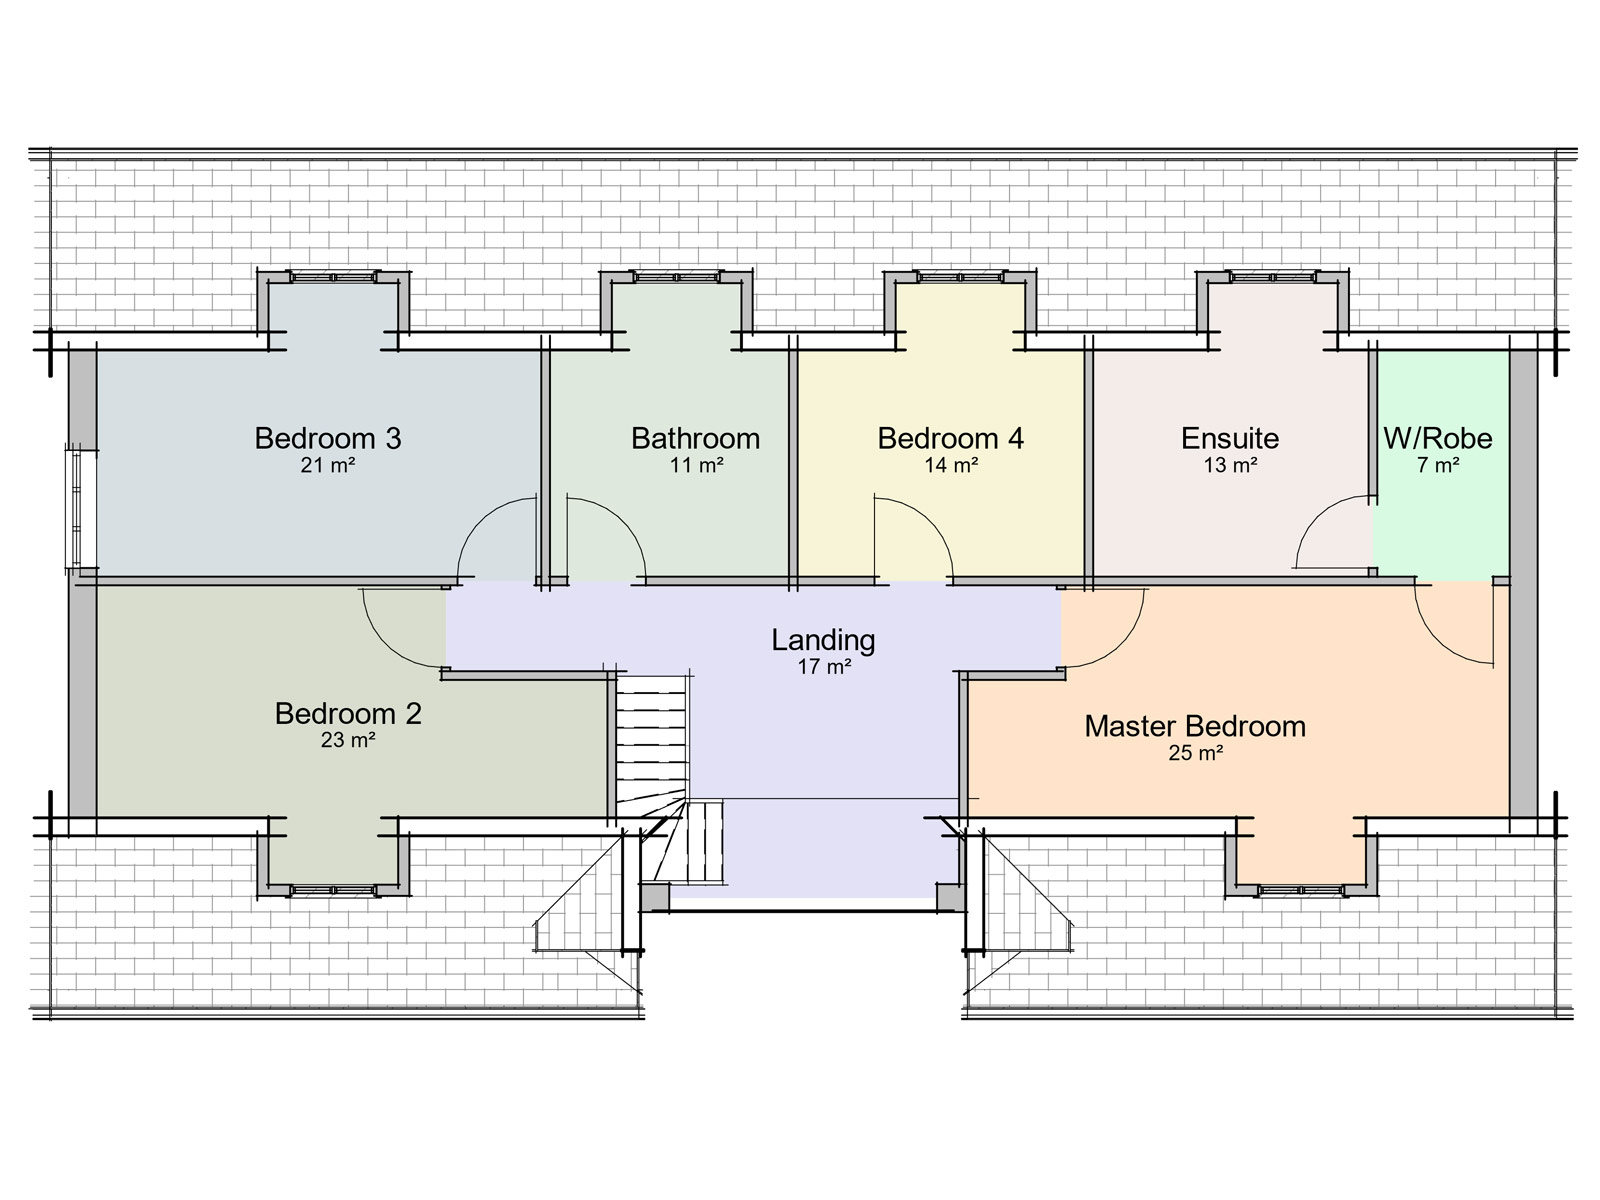 Bedroom 3
21 m²
Bathroom
11 m²
Bedroom 4
14 m²
Ensuite
13 m²
W/Robe
7 m²
Landing
17 m²
Bedroom 2
23 m²
Master Bedroom
25 m²